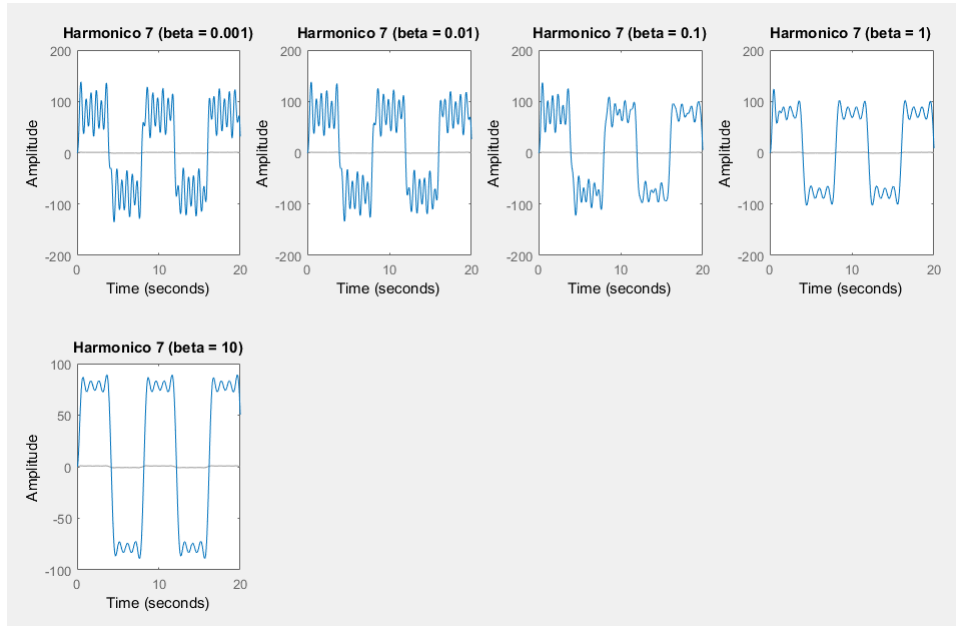 Harmonico 7 (beta = 0.001)
200
100
0
-100
-200
Amplitude
0
10
20
Time (seconds)
Harmonico 7 (beta = 0.01)
200
100
0
-100
-200
Amplitude
0
10
20
Time (seconds)
Harmonico 7 (beta = 0.1)
200
100
0
-100
-200
Amplitude
0
10
20
Time (seconds)
Harmonico 7 (beta = 1)
200
100
0
-100
-200
Amplitude
0
10
20
Time (seconds)
Harmonico 7 (beta = 10)
100
50
0
-50
-100
Amplitude
0
10
20
Time (seconds)